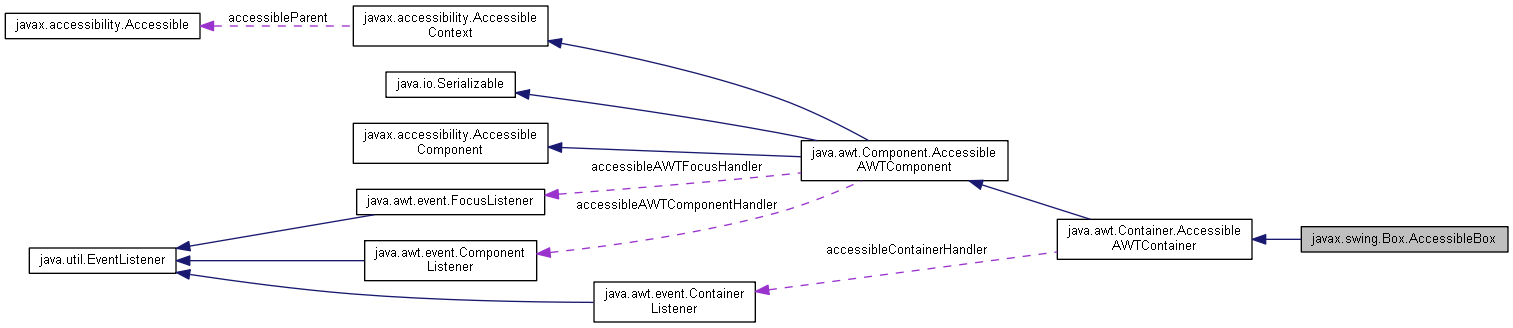 javax.accessibility.Accessible
accessibleParent
javax.accessibility.Accessible
Context
java.io.Serializable
javax.accessibility.Accessible
Component
java.awt.Component.Accessible
AWTComponent
accessibleAWTFocusHandler
java.awt.event.FocusListener
accessibleAWTComponentHandler
java.util.EventListener
java.awt.event.Component
Listener
accessibleContainerHandler
java.awt.Container.Accessible
AWTContainer
javax.swing.Box.AccessibleBox
java.awt.event.Container
Listener